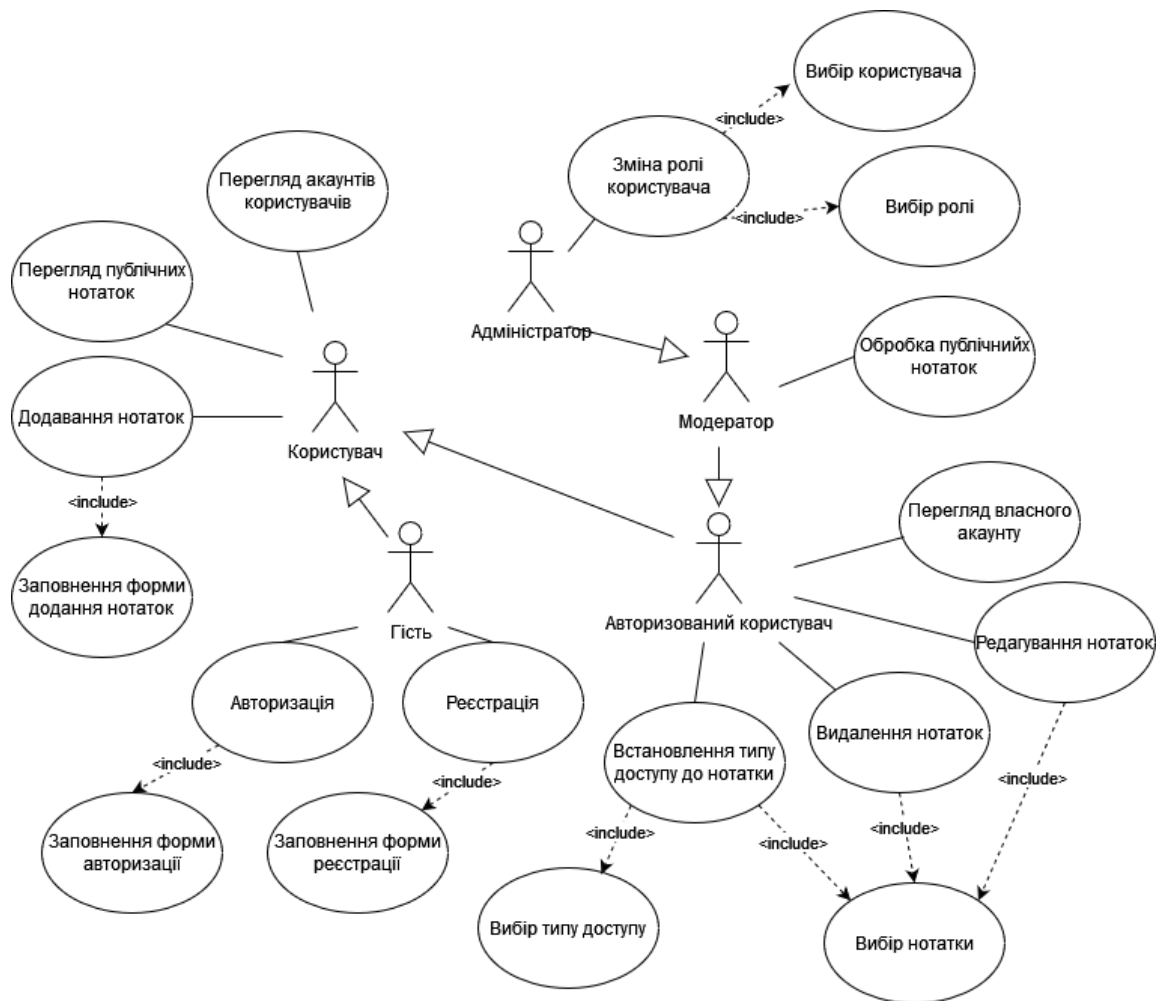 Вибір користувача
<include>
Зміна ролі
користувача
<include>
Вибір ролі
Перегляд акаунтів
користувачів
Перегляд публічних
нотаток
Адміністратор
Обробка публічнийх
нотаток
Додавання нотаток
Користувач
Модератор
<include>
Заповнення форми
додання нотаток
Перегляд власного
акаунту
Гість
Авторизований користувач
Редагування нотаток
Авторизація
Реєстрація
Встановлення типу
доступу до нотатки
Видалення нотаток
<include>
<include>
<include>
<include>
<include>
<include>
Заповнення форми
авторизації
Заповнення форми
реєстрації
Вибір типу доступу
Вибір нотатки